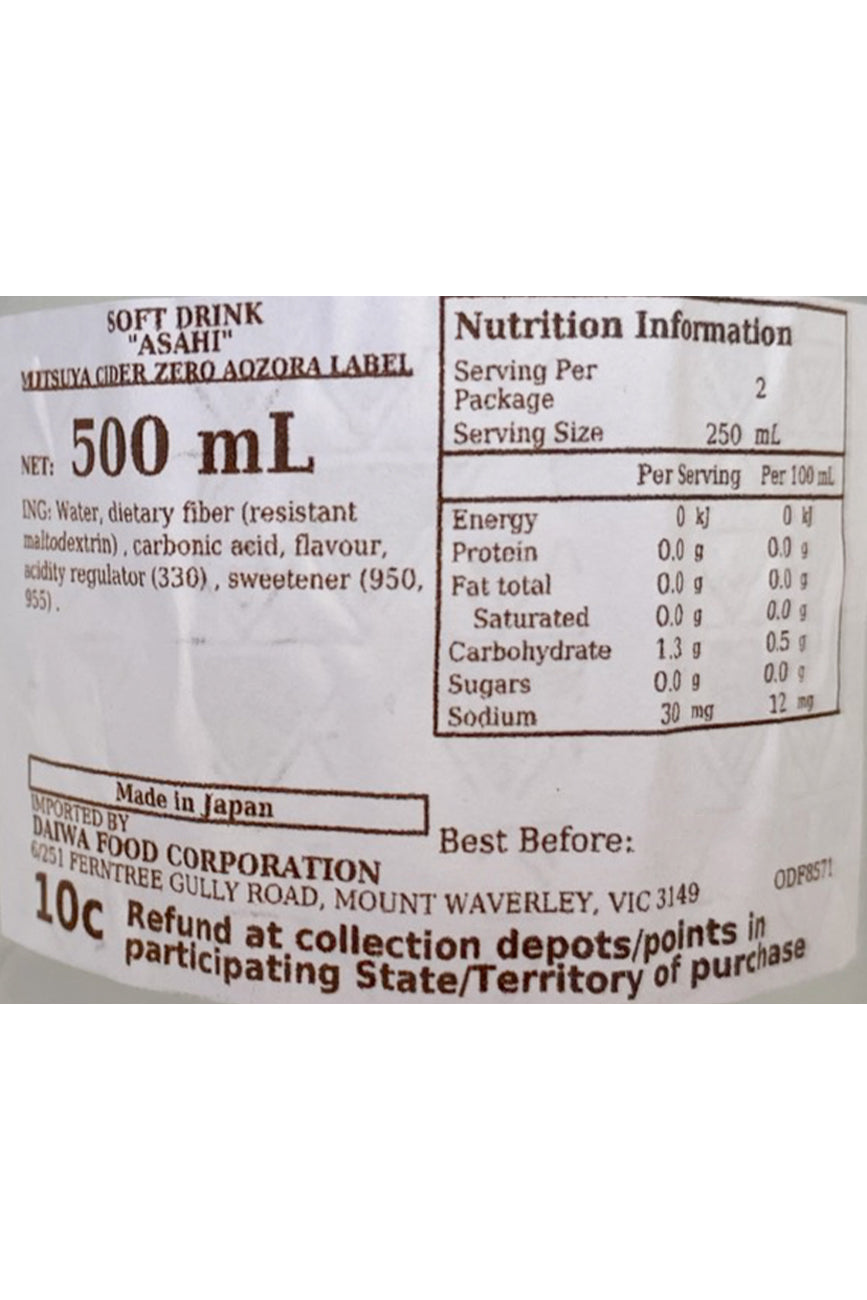 SOFT DRINK
"ASAHI"
MITSUYA CIDER ZERO AOZORA LABEL
NET: 500 mL
ING: Water, dietary fiber (resistant
maltodextrin) , carbonic acid, flavour,
acidity regulator (330) , sweetener (950,
955) .
Nutrition Information
Serving Per
Package 2
Serving Size 250 mL
Per Serving Per 100 mL
Energy 0 kJ 0 kJ
Protein 0.0 g 0.0 g
Fat total 0.0 g 0.0 g
Saturated 0.0 g 0.0 g
Carbohydrate 1.3 g 0.5 g
Sugars 0.0 g 0.0 g
Sodium 30 mg 12 mg
Made in Japan
IMPORTED BY
DAIWA FOOD CORPORATION
6/251 FERNTREE GULLY ROAD, MOUNT WAVERLEY, VIC 3149
Best Before:
ODF8571
10c Refund at collection depots/points in
participating State/Territory of purchase